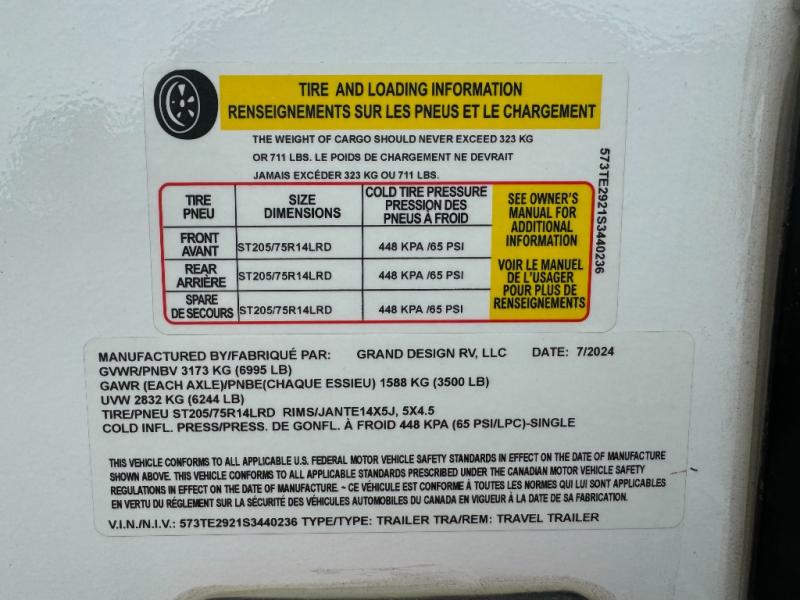 TIRE AND LOADING INFORMATION
RENSEIGNEMENTS SUR LES PNEUS ET LE CHARGEMENT
THE WEIGHT OF CARGO SHOULD NEVER EXCEED 323 KG
OR 711 LBS. LE POIDS DE CHARGEMENT NE DEVRAIT
JAMAIS EXCÉDER 323 KG OU 711 LBS.
TIRE
PNEU
SIZE
DIMENSIONS
COLD TIRE PRESSURE
PRESSION DES
PNEUS À FROID
FRONT
AVANT
ST205/75R14LRD
448 KPA /65 PSI
REAR
ARRIÈRE
ST205/75R14LRD
448 KPA /65 PSI
SPARE
DE SECOURS
ST205/75R14LRD
448 KPA /65 PSI
SEE OWNER'S
MANUAL FOR
ADDITIONAL
INFORMATION
VOIR LE MANUEL
DE L'USAGER
POUR PLUS DE
RENSEIGNEMENTS
573TE2921S3440236
MANUFACTURED BY/FABRIQUÉ PAR: GRAND DESIGN RV, LLC DATE: 7/2024
GVWR/PNBV 3173 KG (6995 LB)
GAWR (EACH AXLE)/PNBE(CHAQUE ESSIEU) 1588 KG (3500 LB)
UVW 2832 KG (6244 LB)
TIRE/PNEU ST205/75R14LRD RIMS/JANTE14X5J, 5X4.5
COLD INFL. PRESS/PRESS. DE GONFL. À FROID 448 KPA (65 PSI/LPC)-SINGLE
THIS VEHICLE CONFORMS TO ALL APPLICABLE U.S. FEDERAL MOTOR VEHICLE SAFETY STANDARDS IN EFFECT ON THE DATE OF MANUFACTURE
SHOWN ABOVE. THIS VEHICLE CONFORMS TO ALL APPLICABLE STANDARDS PRESCRIBED UNDER THE CANADIAN MOTOR VEHICLE SAFETY
REGULATIONS IN EFFECT ON THE DATE OF MANUFACTURE. ~ CE VÉHICULE EST CONFORME À TOUTES LES NORMES QUI LUI SONT APPLICABLES
EN VERTU DU RÉGLEMENT SUR LA SÉCURITÉ DES VÉHICULES AUTOMOBILES DU CANADA EN VIGUEUR À LA DATE DE SA FABRICATION.
V.I.N./N.I.V.: 573TE2921S3440236 TYPE/TYPE: TRAILER TRA/REM: TRAVEL TRAILER